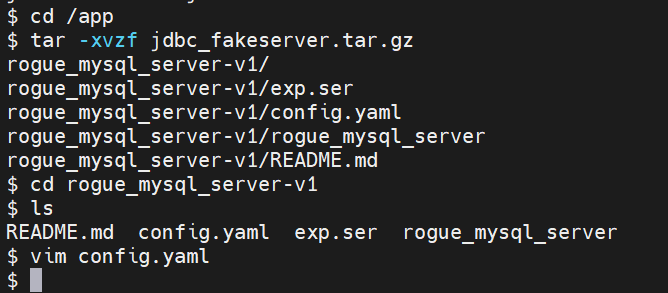 $ cd /app
$ tar -xvzf jdbc_fakeserver.tar.gz
rogue_mysql_server-v1/
rogue_mysql_server-v1/exp.ser
rogue_mysql_server-v1/config.yaml
rogue_mysql_server-v1/rogue_mysql_server
rogue_mysql_server-v1/README.md
$ cd rogue_mysql_server-v1
$ ls
README.md  config.yaml  exp.ser  rogue_mysql_server
$ vim config.yaml
$